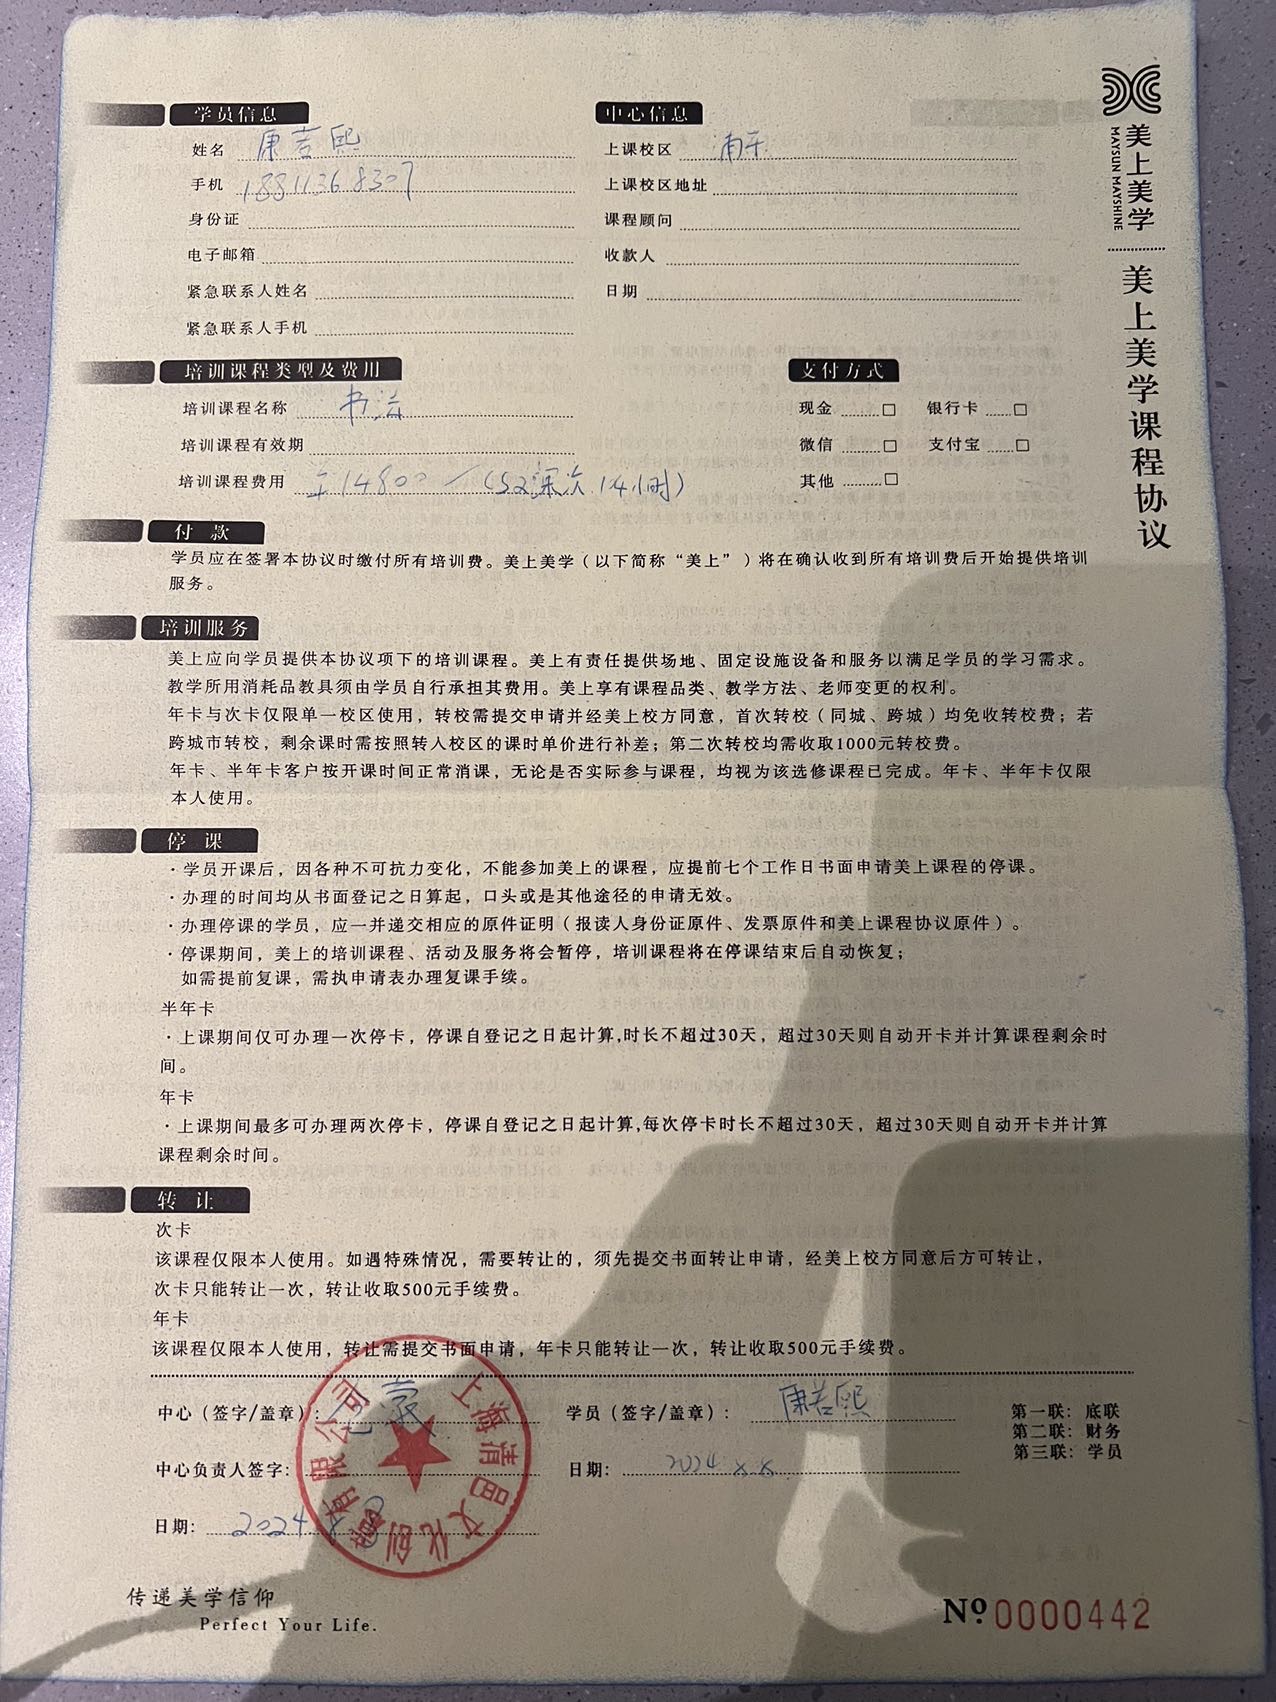 美上美学
MAYSUN MAYSHINE
美上美学课程协议
学员信息
姓名 康若熙
手机 18811368307
身份证
电子邮箱
紧急联系人姓名
紧急联系人手机
中心信息
上课校区
上课校区地址
课程顾问
收款人
日期
培训课程类型及费用
培训课程名称 书法
培训课程有效期
培训课程费用 14800 (52课次 1小时)
支付方式
现金 □ 银行卡 □
微信 □ 支付宝 □
其他 □
付 款
学员应在签署本协议时缴付所有培训费。美上美学（以下简称“美上”）将在确认收到所有培训费后开始提供培训
服务。
培训服务
美上应向学员提供本协议项下的培训课程。美上有责任提供场地、固定设施设备和服务以满足学员的学习需求。
教学所用消耗品教具须由学员自行承担其费用。美上享有课程品类、教学方法、老师变更的权利。
年卡与次卡仅限单一校区使用，转校需提交申请并经美上校方同意，首次转校（同城、跨城）均免收转校费；若
跨城市转校，剩余课时需按照转入校区的课时单价进行补差；第二次转校均需收取1000元转校费。
年卡、半年卡客户按开课时间正常消课，无论是否实际参与课程，均视为该选修课程已完成。年卡、半年卡仅限
本人使用。
停 课
·学员开课后，因各种不可抗力变化，不能参加美上的课程，应提前七个工作日书面申请美上课程的停课。
·办理的时间均从书面登记之日算起，口头或是其他途径的申请无效。
·办理停课的学员，应一并递交相应的原件证明（报读人身份证原件、发票原件和美上课程协议原件）。
·停课期间，美上的培训课程、活动及服务将会暂停，培训课程将在停课结束后自动恢复；
如需提前复课，需执申请表办理复课手续。
半年卡
·上课期间仅可办理一次停卡，停课自登记之日起计算,时长不超过30天，超过30天则自动开卡并计算课程剩余时
间。
年卡
·上课期间最多可办理两次停卡，停课自登记之日起计算,每次停卡时长不超过30天，超过30天则自动开卡并计算
课程剩余时间。
转 让
次卡
该课程仅限本人使用。如遇特殊情况，需要转让的，须先提交书面转让申请，经美上校方同意后方可转让，
次卡只能转让一次，转让收取500元手续费。
年卡
该课程仅限本人使用，转让需提交书面申请，年卡只能转让一次，转让收取500元手续费。
中心（签字/盖章）：
学员（签字/盖章）： 康若熙
中心负责人签字：
日期： 2024
日期： 2024
第一联：底联
第二联：财务
第三联：学员
传递美学信仰
Perfect Your Life.
№ 0000442